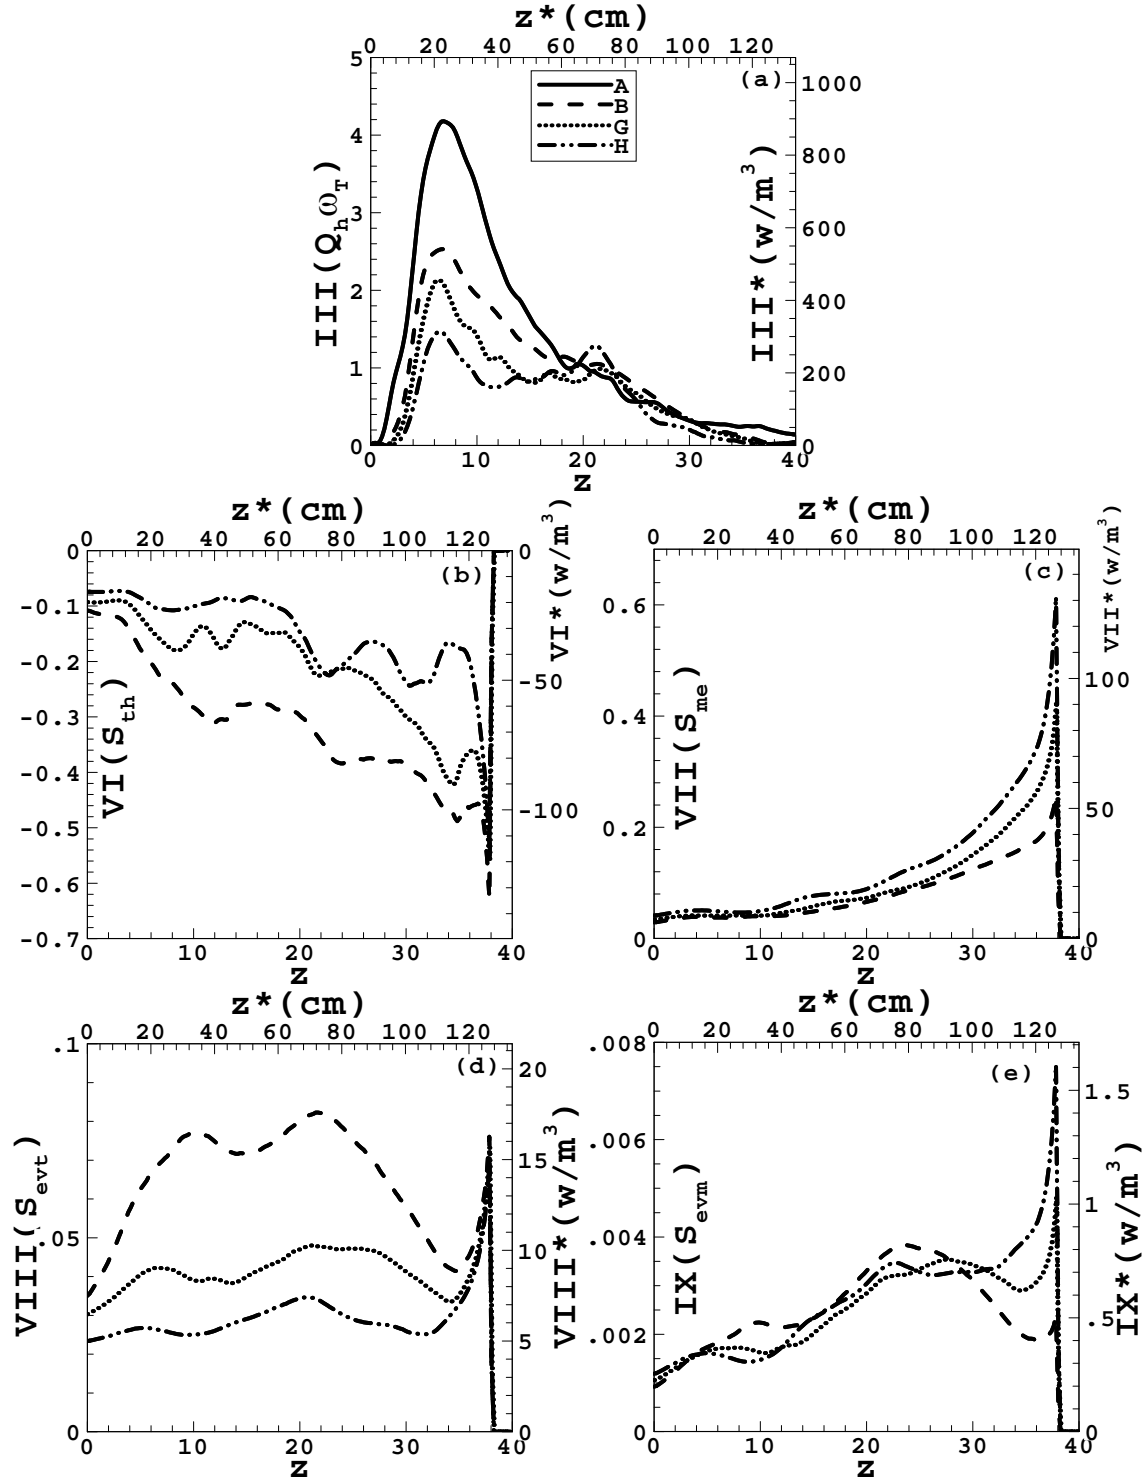 z*(cm)
0 20 40 60 80 100 120
(a)
A
B
G
H
5
4
3
2
1
0
III(Q_h ω_T)
1000
800
600
400
200
0
III*(w/m³)
0 10 20 30 40
z
z*(cm)
0 20 40 60 80 100 120
(b)
0
-0.1
-0.2
-0.3
-0.4
-0.5
-0.6
-0.7
VI(S_th)
0
-50
-100
VI*(w/m³)
0 10 20 30 40
z
z*(cm)
0 20 40 60 80 100 120
(c)
0.6
0.4
0.2
0
VII(S_me)
100
50
0
VII*(w/m³)
0 10 20 30 40
z
z*(cm)
0 20 40 60 80 100 120
(d)
.1
.05
0
VIII(S_evt)
20
15
10
5
0
VIII*(w/m³)
0 10 20 30 40
z
z*(cm)
0 20 40 60 80 100 120
(e)
.008
.006
.004
.002
0
IX(S_evm)
1.5
1
.5
0
IX*(w/m³)
0 10 20 30 40
z